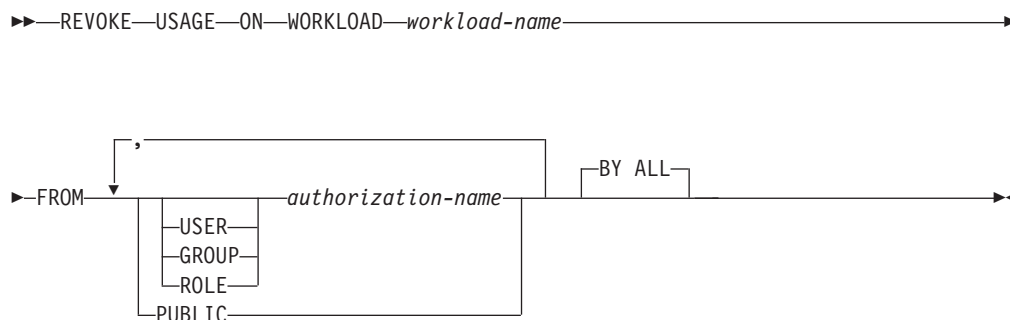 REVOKE USAGE ON WORKLOAD workload-name
,
BY ALL
FROM authorization-name
USER
GROUP
ROLE
PUBLIC